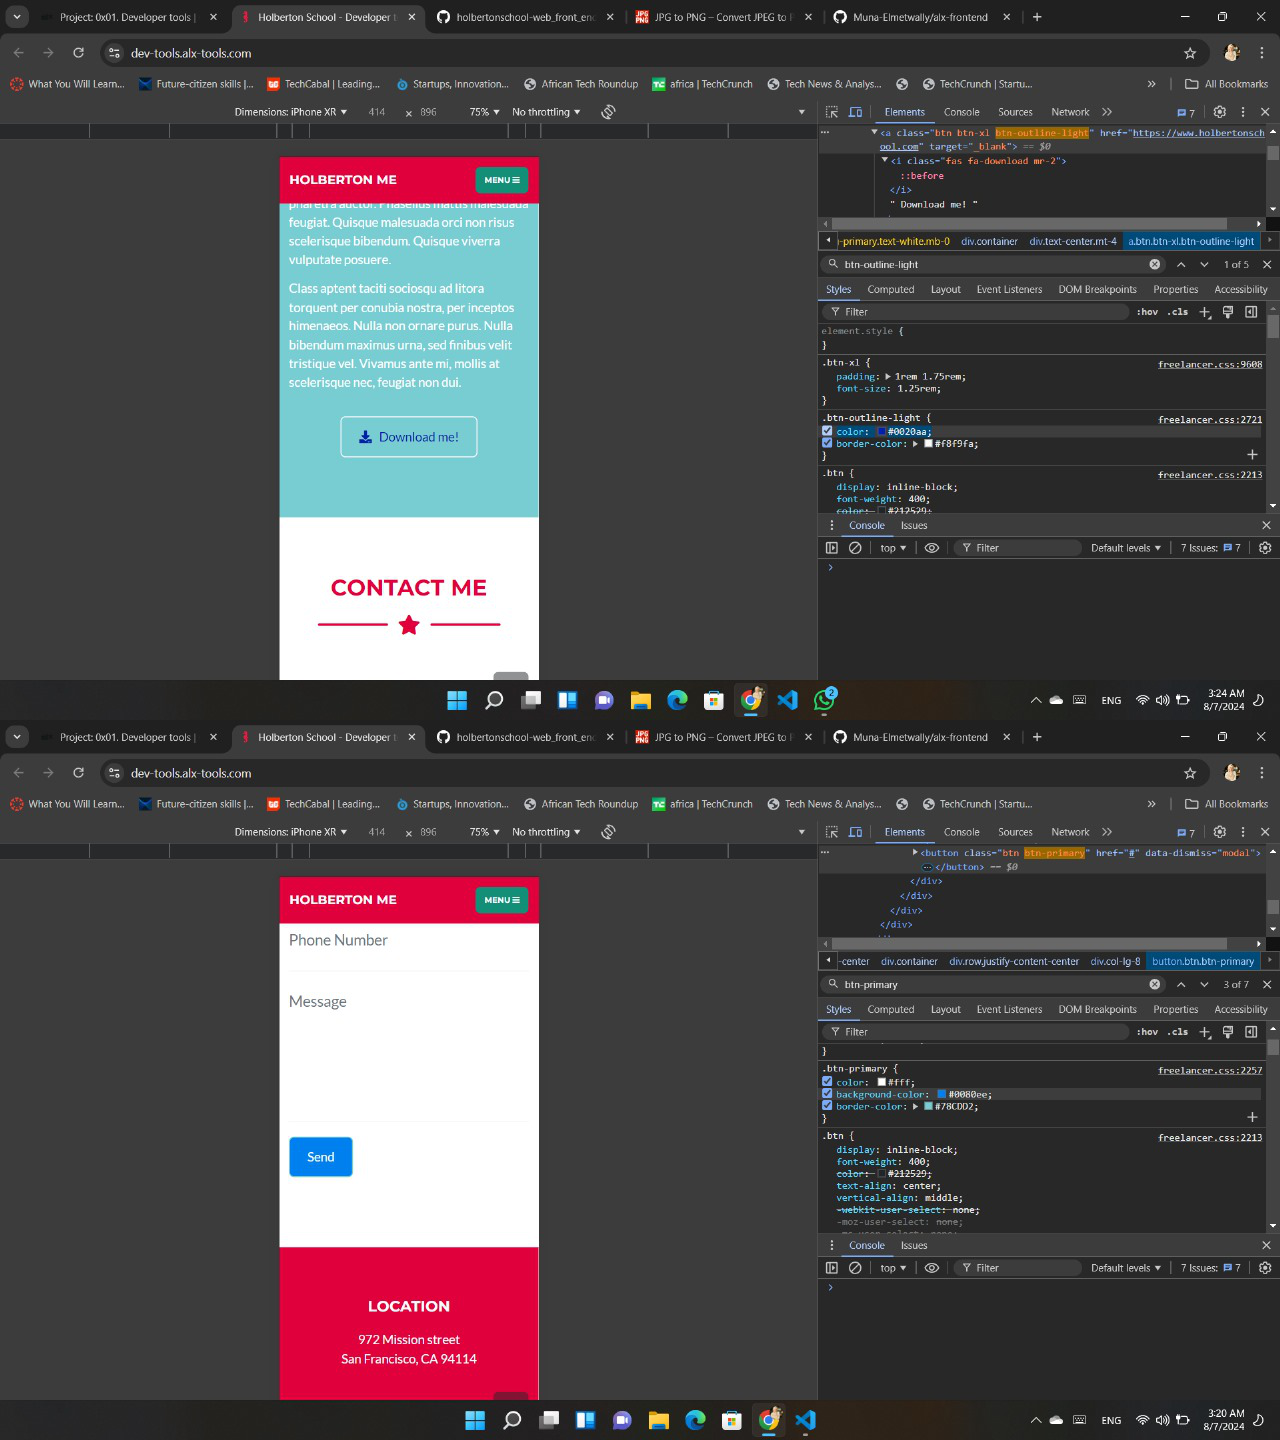 Project: 0x01. Developer tools |
Holberton School - Developer t
holbertonschool-web_front_end
JPG to PNG – Convert JPEG to P
Muna-Elmetwally/alx-frontend
dev-tools.alx-tools.com
What You Will Learn...
Future-citizen skills |...
TechCabal | Leading...
Startups, Innovation...
African Tech Roundup
africa | TechCrunch
Tech News & Analys...
TechCrunch | Startu...
All Bookmarks
Dimensions: iPhone XR 414 × 896 75% No throttling
Elements Console Sources Network 7
HOLBERTON ME
MENU
pharetra auctor. Phasellus mattis malesuada
feugiat. Quisque malesuada orci non risus
scelerisque bibendum. Quisque viverra
vulputate posuere.
Class aptent taciti sociosqu ad litora
torquent per conubia nostra, per inceptos
himenaeos. Nulla non ornare purus. Nulla
bibendum maximus urna, sed finibus velit
tristique vel. Vivamus ante mi, mollis at
scelerisque nec, feugiat non dui.
Download me!
CONTACT ME
<a class="btn btn-xl btn-outline-light" href="https://www.holbertonsch
ool.com" target="_blank"> == $0
<i class="fas fa-download mr-2">
::before
</i>
" Download me! "
-primary.text-white.mb-0 div.container div.text-center.mt-4 a.btn.btn-xl.btn-outline-light
btn-outline-light 1 of 5
Styles Computed Layout Event Listeners DOM Breakpoints Properties Accessibility
Filter :hov .cls
element.style {
}
.btn-xl { freelancer.css:9608
padding: 1rem 1.75rem;
font-size: 1.25rem;
}
.btn-outline-light { freelancer.css:2721
color: #0020aa;
border-color: #f8f9fa;
}
.btn { freelancer.css:2213
display: inline-block;
font-weight: 400;
color: #212529;
Console Issues
top Filter Default levels 7 Issues: 7
ENG
3:24 AM
8/7/2024
2
Project: 0x01. Developer tools |
Holberton School - Developer t
holbertonschool-web_front_end
JPG to PNG – Convert JPEG to P
Muna-Elmetwally/alx-frontend
dev-tools.alx-tools.com
What You Will Learn...
Future-citizen skills |...
TechCabal | Leading...
Startups, Innovation...
African Tech Roundup
africa | TechCrunch
Tech News & Analys...
TechCrunch | Startu...
All Bookmarks
Dimensions: iPhone XR 414 × 896 75% No throttling
Elements Console Sources Network 7
HOLBERTON ME
MENU
Phone Number
Message
Send
LOCATION
972 Mission street
San Francisco, CA 94114
<button class="btn btn-primary" href="#" data-dismiss="modal">
</button> == $0
</div>
</div>
</div>
</div>
-center div.container div.row.justify-content-center div.col-lg-8 button.btn.btn-primary
btn-primary 3 of 7
Styles Computed Layout Event Listeners DOM Breakpoints Properties Accessibility
Filter :hov .cls
}
.btn-primary { freelancer.css:2257
color: #fff;
background-color: #0080ee;
border-color: #78CDD2;
}
.btn { freelancer.css:2213
display: inline-block;
font-weight: 400;
color: #212529;
text-align: center;
vertical-align: middle;
-webkit-user-select: none;
-moz-user-select: none;
Console Issues
top Filter Default levels 7 Issues: 7
ENG
3:20 AM
8/7/2024